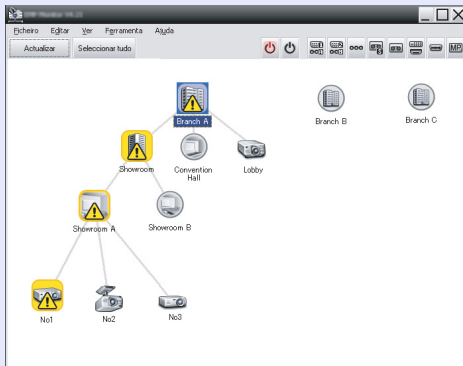 Ficheiro Editar Ver Ferramenta Ajuda
Actualizar Seleccionar tudo
MP
Branch A Branch B Branch C
Showroom Convention Hall Lobby
Showroom A Showroom B
No1 No2 No3